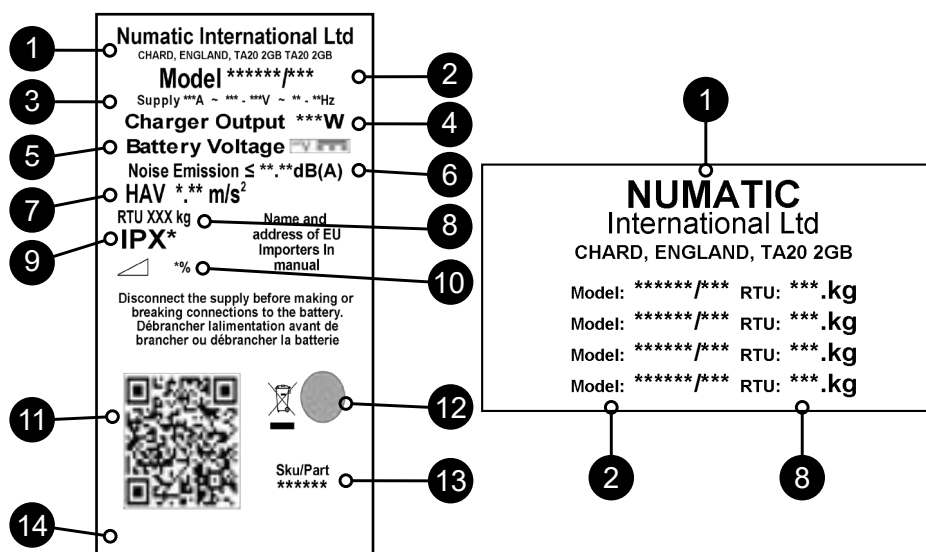 1
Numatic International Ltd
CHARD, ENGLAND, TA20 2GB TA20 2GB
2
Model ******/***
3
Supply ***A ~ *** - ***V ~ ** - **Hz
Charger Output ***W
4
5
Battery Voltage
Noise Emission ≤ **.**dB(A)
6
7
HAV *.** m/s²
RTU XXX kg
8
Name and
address of EU
Importers In
manual
9
IPX*
*%
10
Disconnect the supply before making or
breaking connections to the battery.
Débrancher lalimentation avant de
brancher ou débrancher la batterie
11
12
Sku/Part
******
13
14
1
NUMATIC
International Ltd
CHARD, ENGLAND, TA20 2GB
Model: ******/*** RTU: ***.kg
Model: ******/*** RTU: ***.kg
Model: ******/*** RTU: ***.kg
Model: ******/*** RTU: ***.kg
2
8